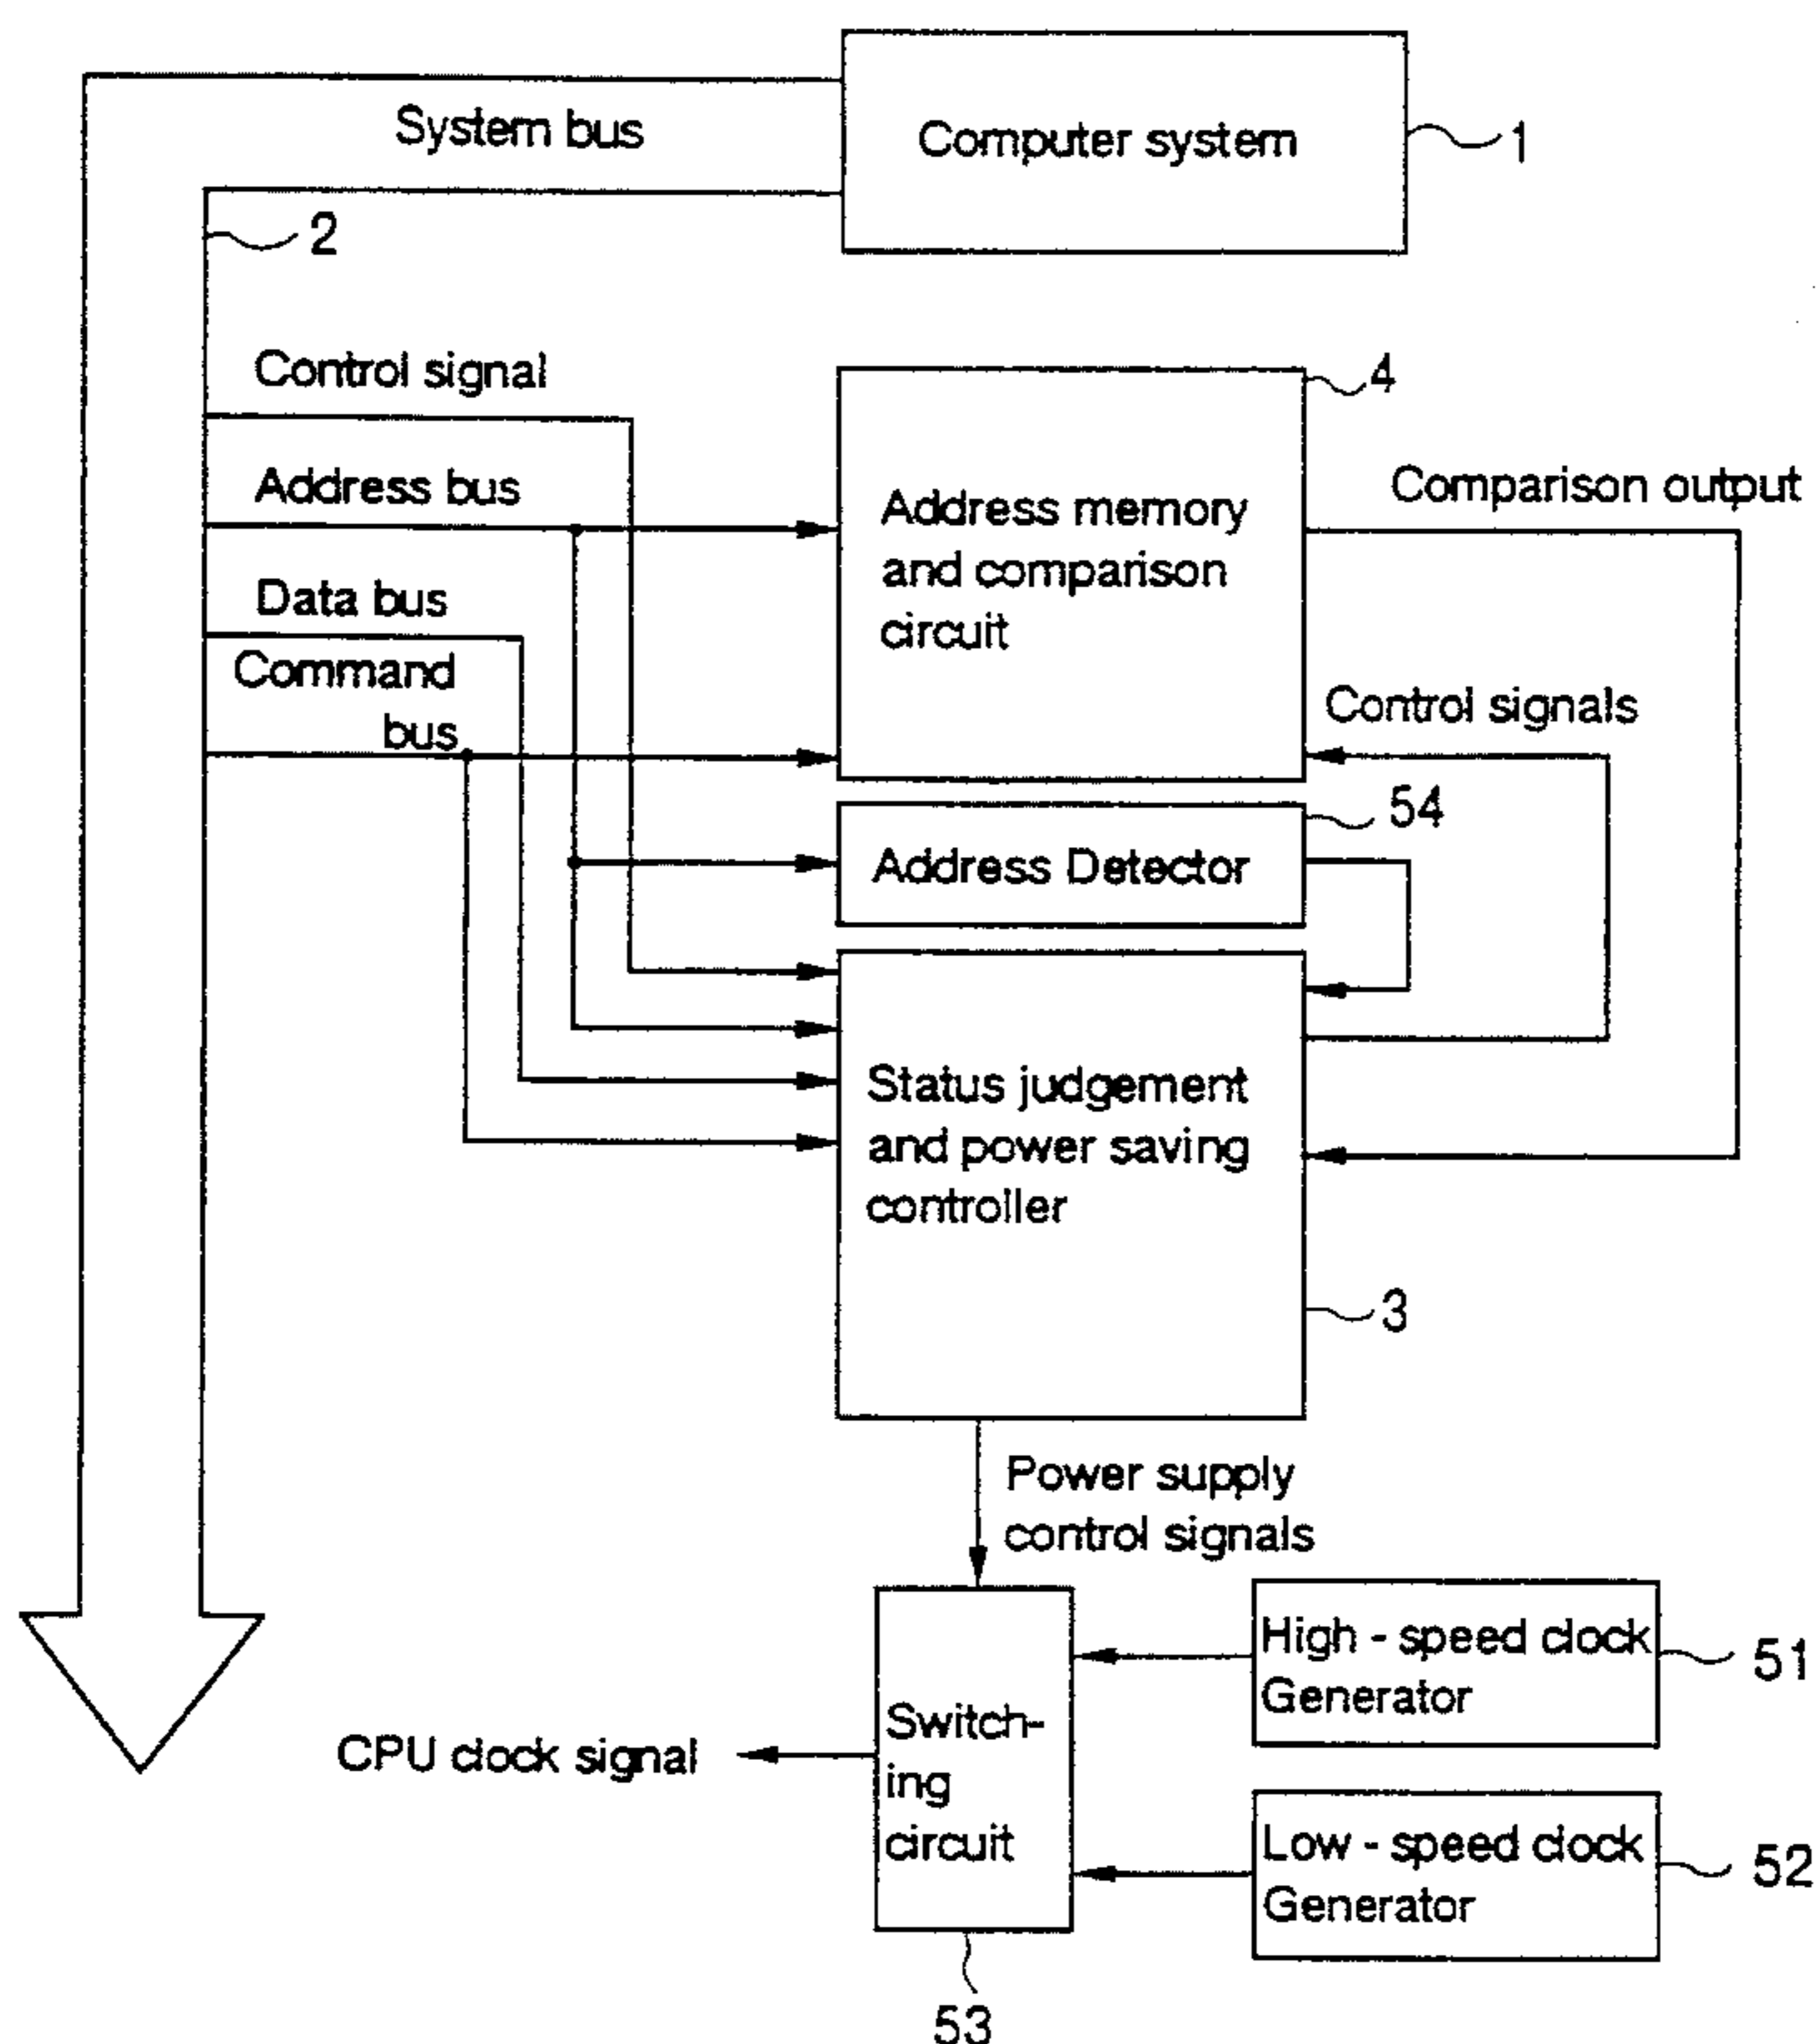 System bus
Computer system
1
2
Control signal
4
Address bus
Address memory
and comparison
circuit
Comparison output
Data bus
Command
bus
Control signals
54
Address Detector
Status judgement
and power saving
controller
3
Power supply
control signals
High - speed clock
Generator
51
Switch-
ing
circuit
CPU clock signal
Low - speed clock
Generator
52
53